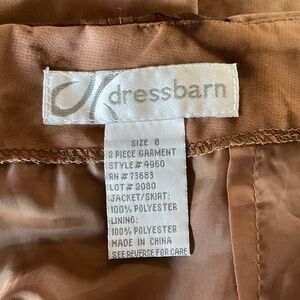 dressbarn
SIZE 8
2 PIECE GARMENT
STYLE # 4960
RN # 73683
LOT # 2080
JACKET/SKIRT:
100% POLYESTER
LINING:
100% POLYESTER
MADE IN CHINA
SEE REVERSE FOR CARE